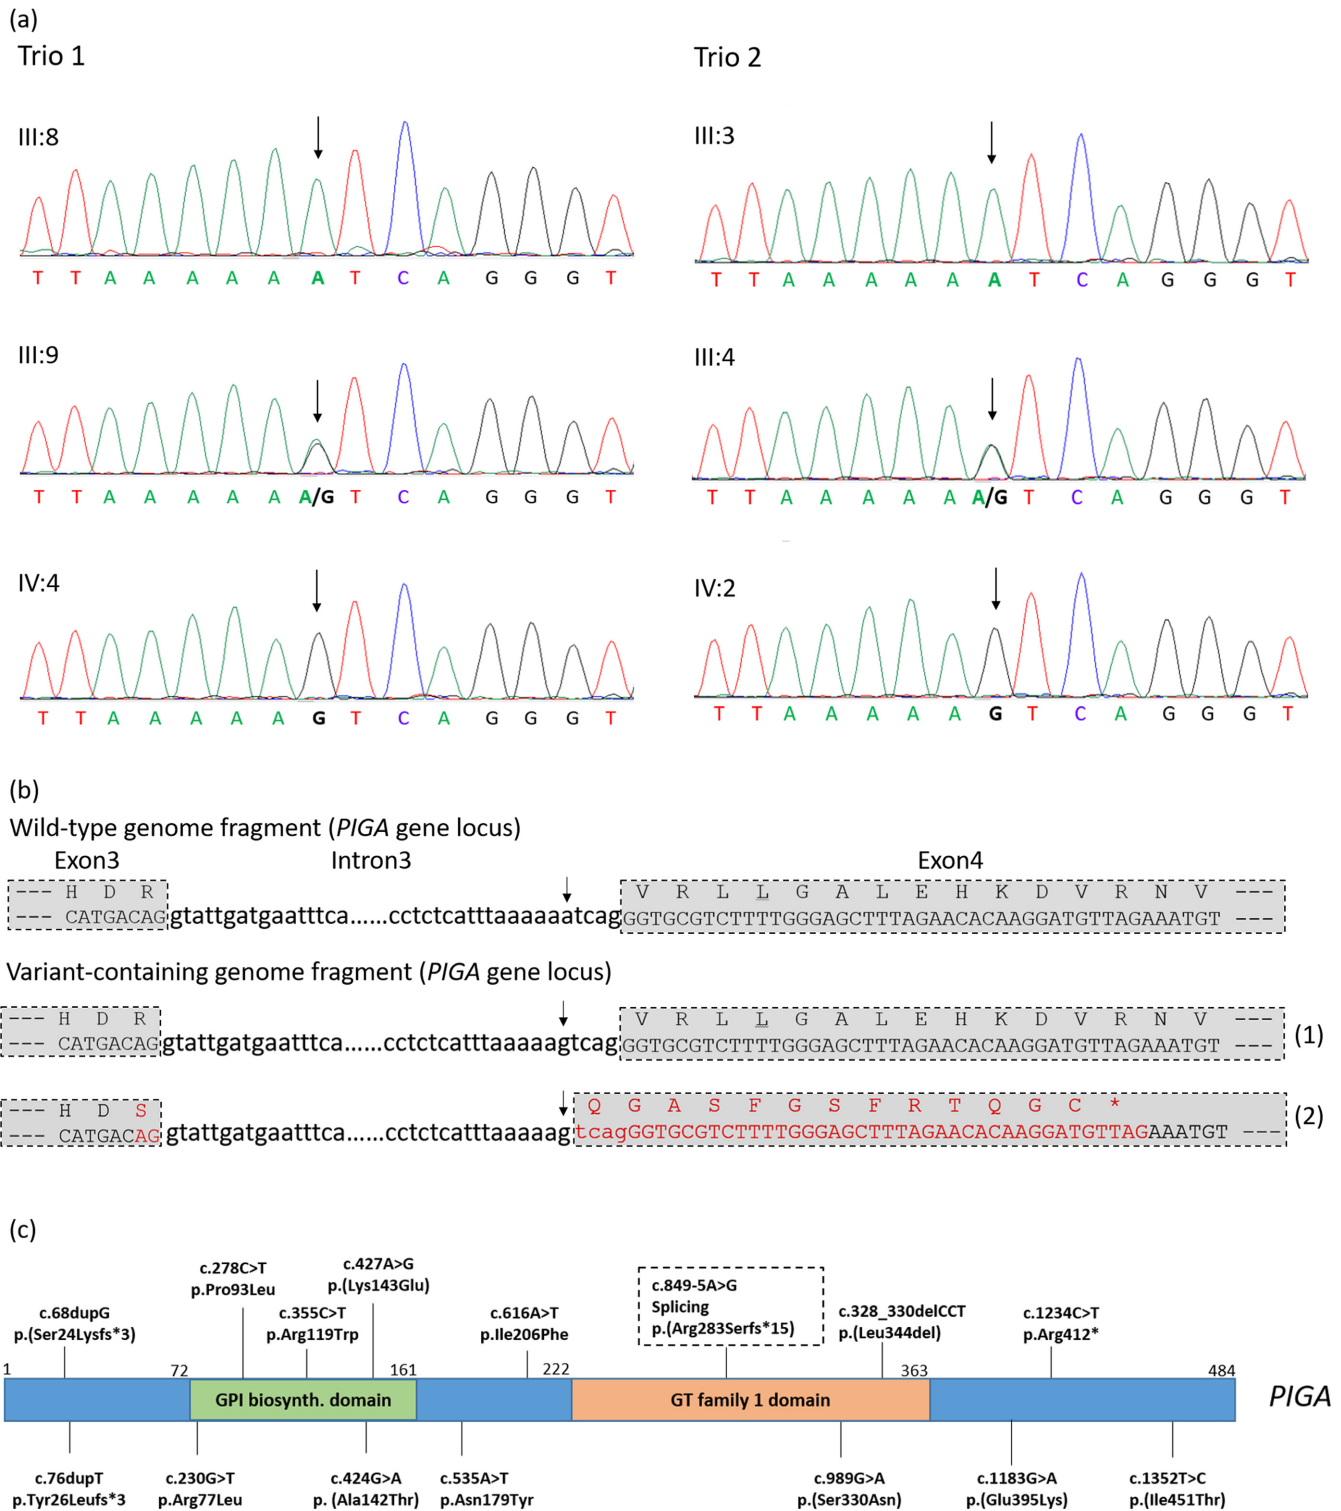 (a)
Trio 1
Trio 2
III:8
T T A A A A A A T C A G G G T
III:3
T T A A A A A A T C A G G G T
III:9
T T A A A A A A/G T C A G G G T
III:4
T T A A A A A A/G T C A G G G T
IV:4
T T A A A A A G T C A G G G T
IV:2
T T A A A A A G T C A G G G T
(b)
Wild-type genome fragment (PIGA gene locus)
Exon3 Intron3 Exon4
--- H D R V R L L G A L E H K D V R N V ---
--- CATGACAG gtattgatgaatttca......cctctcatttaaaaaatcag GGTGCGTCTTTTGGGAGCTTTAGAACACAAGGATGTTAGAAATGT ---
Variant-containing genome fragment (PIGA gene locus)
--- H D R V R L L G A L E H K D V R N V ---
--- CATGACAG gtattgatgaatttca......cctctcatttaaaaagtcag GGTGCGTCTTTTGGGAGCTTTAGAACACAAGGATGTTAGAAATGT --- (1)
--- H D S Q G A S F G S F R T Q G C *
--- CATGACAG gtattgatgaatttca......cctctcatttaaaaag tcagGGTGCGTCTTTTGGGAGCTTTAGAACACAAGGATGTTAGAAATGT --- (2)
(c)
c.68dupG
p.(Ser24Lysfs*3)
c.278C>T
p.Pro93Leu
c.355C>T
p.Arg119Trp
c.427A>G
p.(Lys143Glu)
c.616A>T
p.Ile206Phe
c.849-5A>G
Splicing
p.(Arg283Serfs*15)
c.328_330delCCT
p.(Leu344del)
c.1234C>T
p.Arg412*
1 72 161 222 363 484
GPI biosynth. domain GT family 1 domain PIGA
c.76dupT
p.Tyr26Leufs*3
c.230G>T
p.Arg77Leu
c.424G>A
p. (Ala142Thr)
c.535A>T
p.Asn179Tyr
c.989G>A
p.(Ser330Asn)
c.1183G>A
p.(Glu395Lys)
c.1352T>C
p.(Ile451Thr)